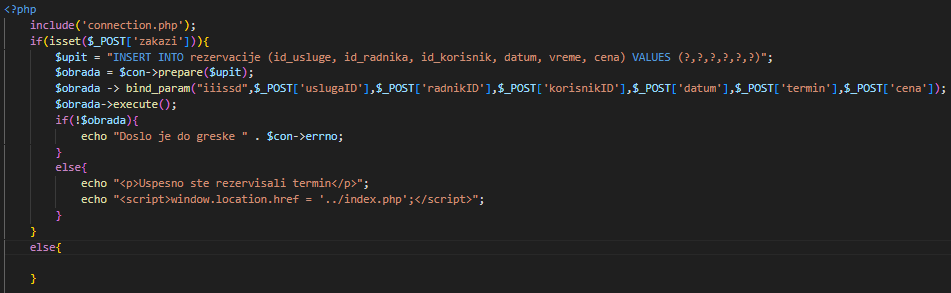 <?php
include('connection.php');
if(isset($_POST['zakazi'])){
$upit = "INSERT INTO rezervacije (id_usluge, id_radnika, id_korisnik, datum, vreme, cena) VALUES (?,?,?,?,?,?)";
$obrada = $con->prepare($upit);
$obrada -> bind_param("iiissd",$_POST['uslugaID'],$_POST['radnikID'],$_POST['korisnikID'],$_POST['datum'],$_POST['termin'],$_POST['cena']);
$obrada->execute();
if(!$obrada){
echo "Doslo je do greske " . $con->errno;
}
else{
echo "<p>Uspesno ste rezervisali termin</p>";
echo "<script>window.location.href = '../index.php';</script>";
}
}
else{
}